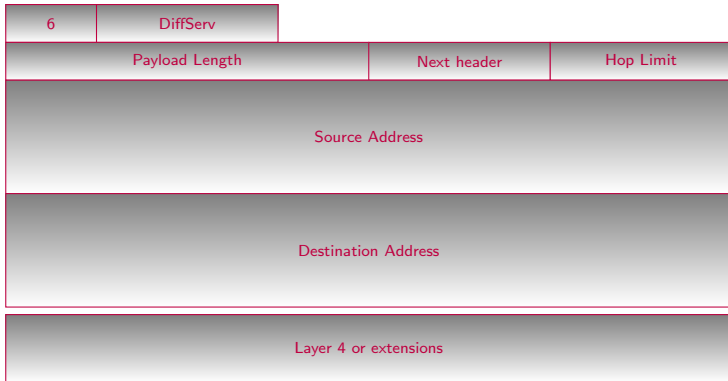 6 DiffServ
Payload Length Next header Hop Limit
Source Address
Destination Address
Layer 4 or extensions